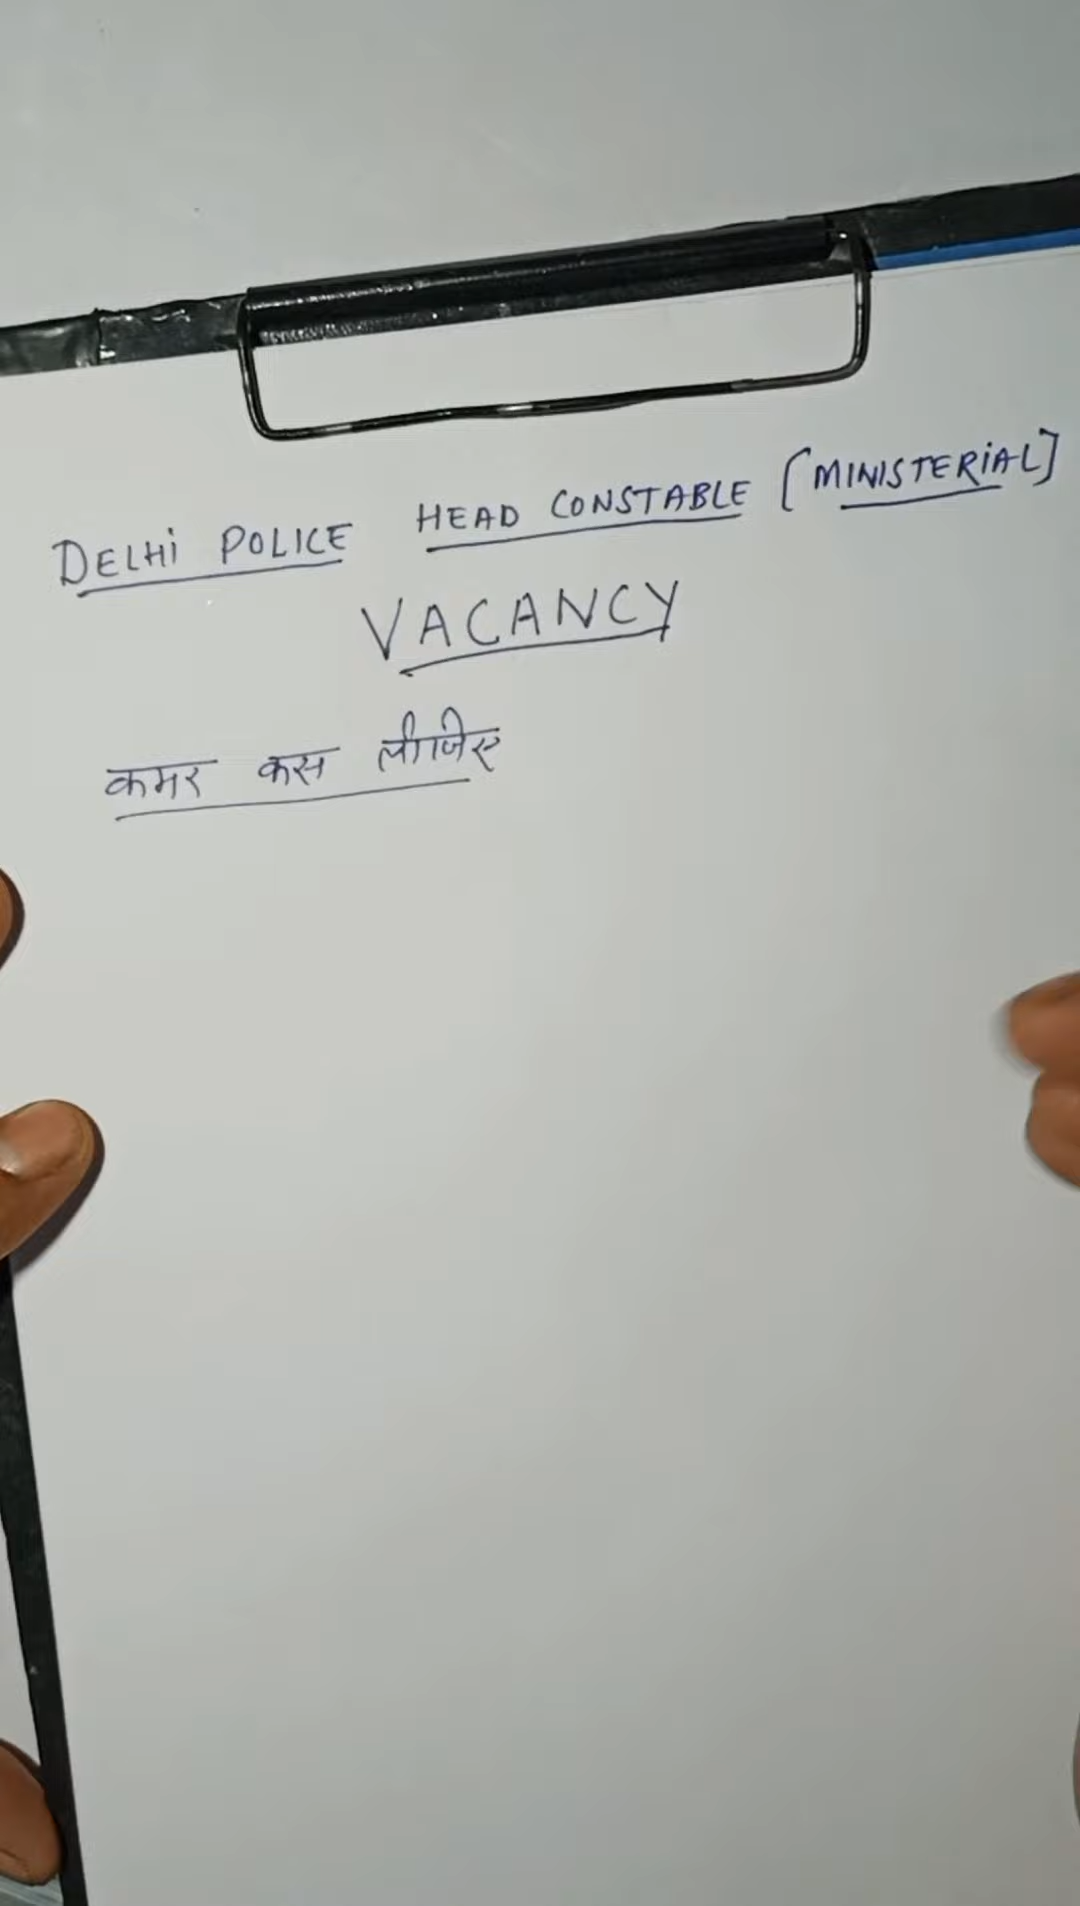 DELHi POLICE HEAD CONSTABLE [MINISTERiAL]
VACANCY
कमर कस लीजिए